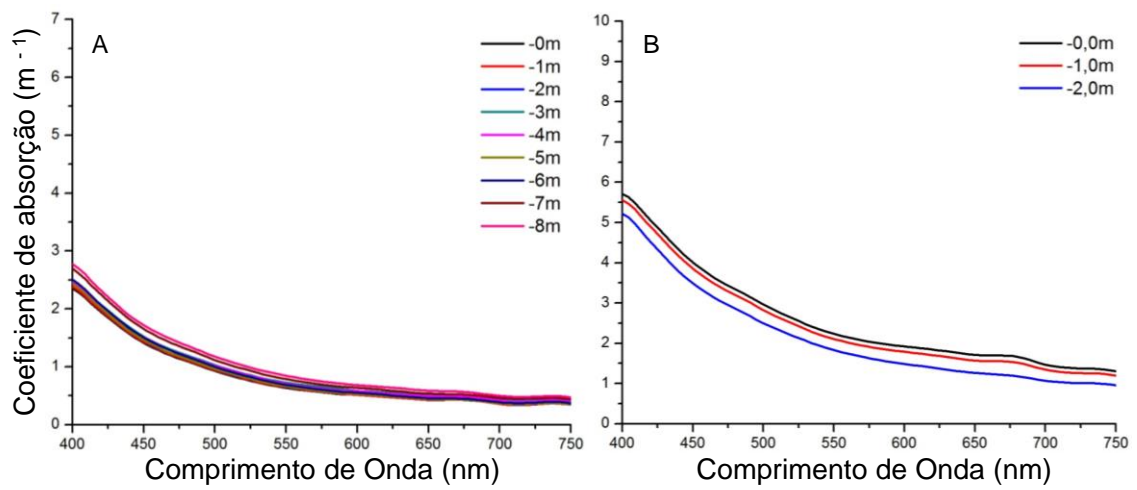 Coeficiente de absorção (m - 1)
A
7
6
5
4
3
2
1
0
400 450 500 550 600 650 700 750
Comprimento de Onda (nm)
-0m
-1m
-2m
-3m
-4m
-5m
-6m
-7m
-8m
B
10
9
8
7
6
5
4
3
2
1
0
400 450 500 550 600 650 700 750
Comprimento de Onda (nm)
-0,0m
-1,0m
-2,0m